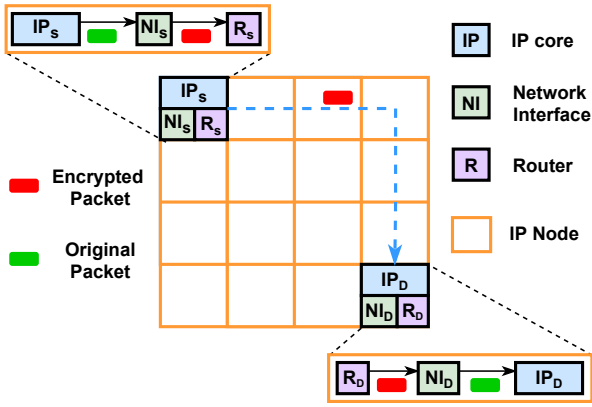 IPs NIs Rs
IP IP core
IPs
NIs Rs
NI Network
Interface
R Router
Encrypted
Packet
Original
Packet
IP Node
IPD
NID RD
RD NID IPD